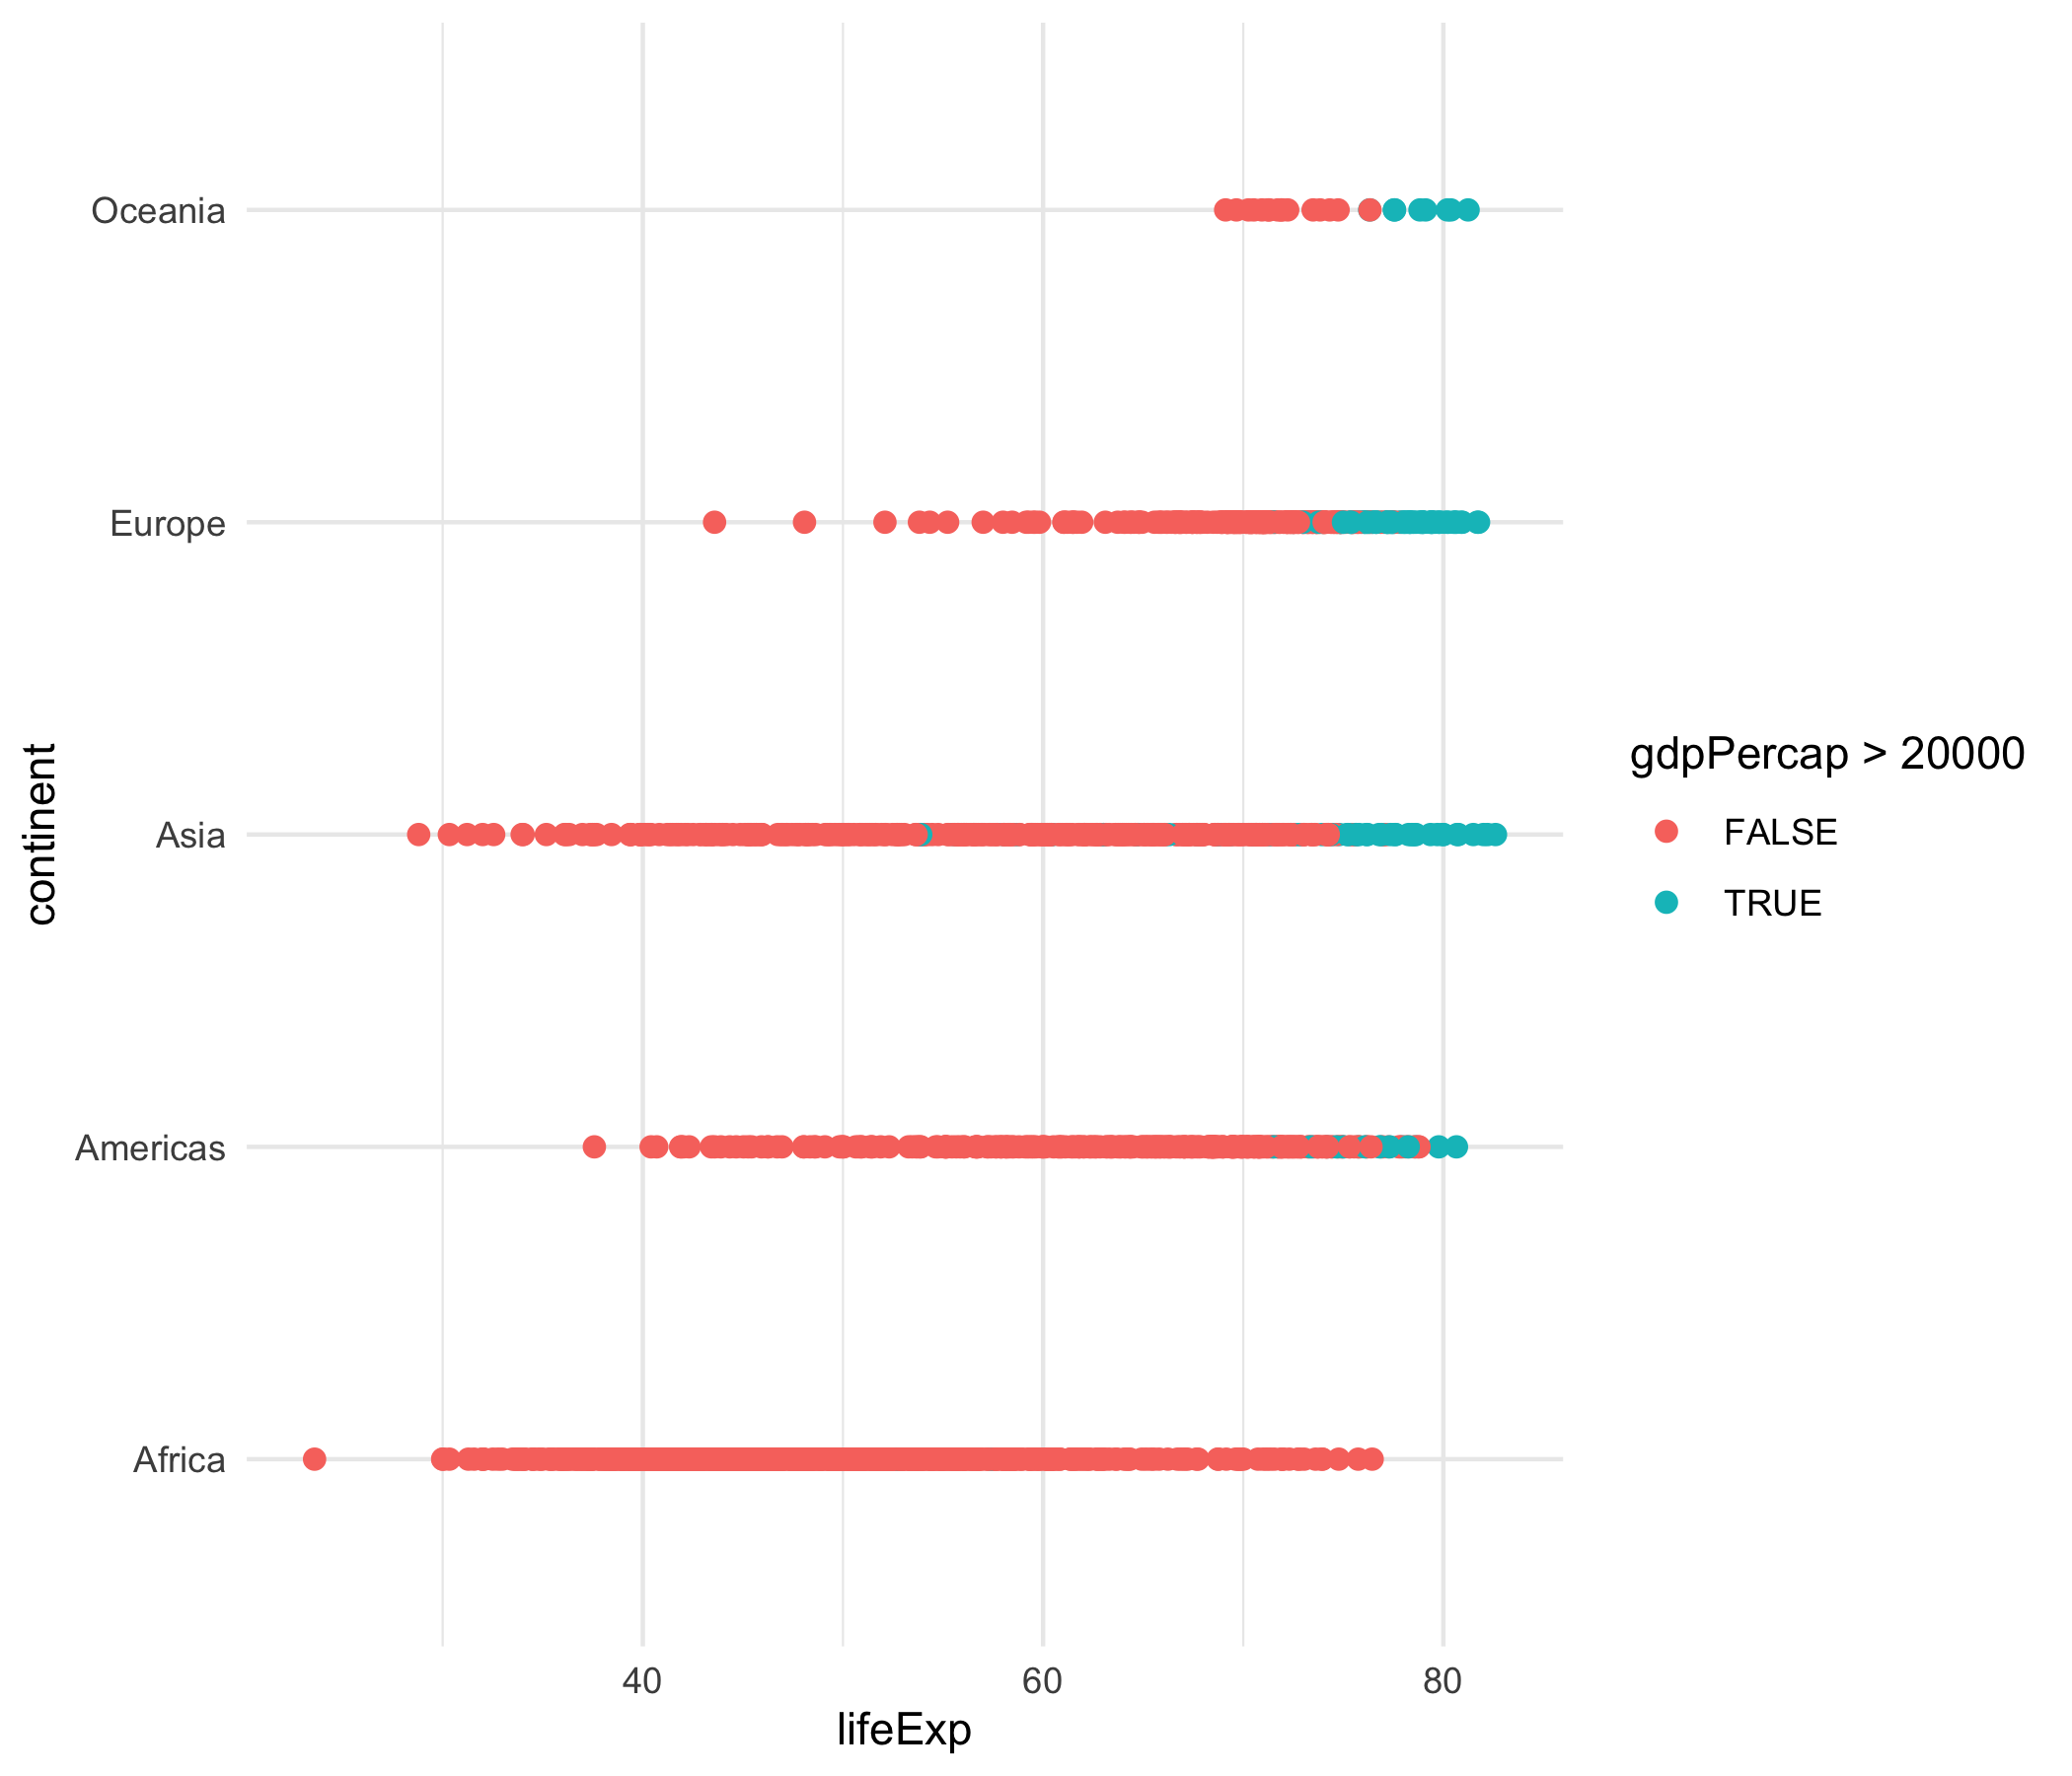 Oceania
Europe
Asia
Americas
Africa
continent
40 60 80
lifeExp
gdpPercap > 20000
FALSE
TRUE